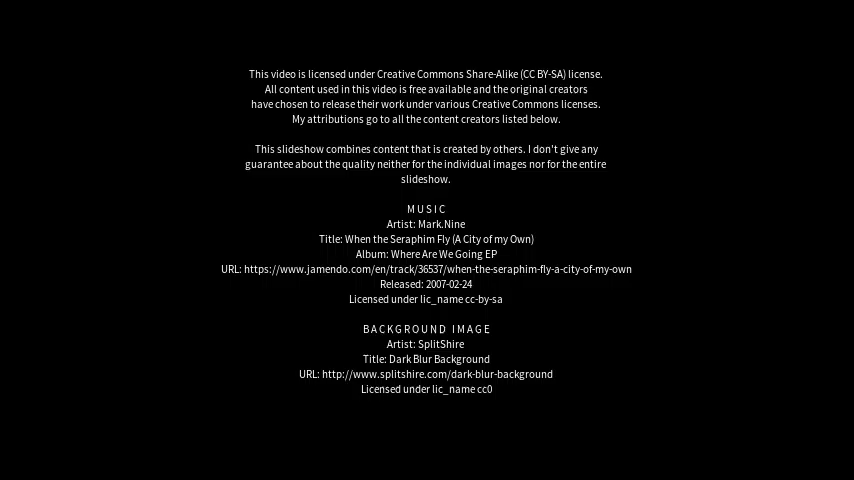 This video is licensed under Creative Commons Share-Alike (CC BY-SA) license.
All content used in this video is free available and the original creators
have chosen to release their work under various Creative Commons licenses.
My attributions go to all the content creators listed below.
This slideshow combines content that is created by others. I don't give any
guarantee about the quality neither for the individual images nor for the entire
slideshow.
MUSIC
Artist: Mark.Nine
Title: When the Seraphim Fly (A City of my Own)
Album: Where Are We Going EP
URL: https://www.jamendo.com/en/track/36537/when-the-seraphim-fly-a-city-of-my-own
Released: 2007-02-24
Licensed under lic_name cc-by-sa
BACKGROUND IMAGE
Artist: SplitShire
Title: Dark Blur Background
URL: http://www.splitshire.com/dark-blur-background
Licensed under lic_name cc0